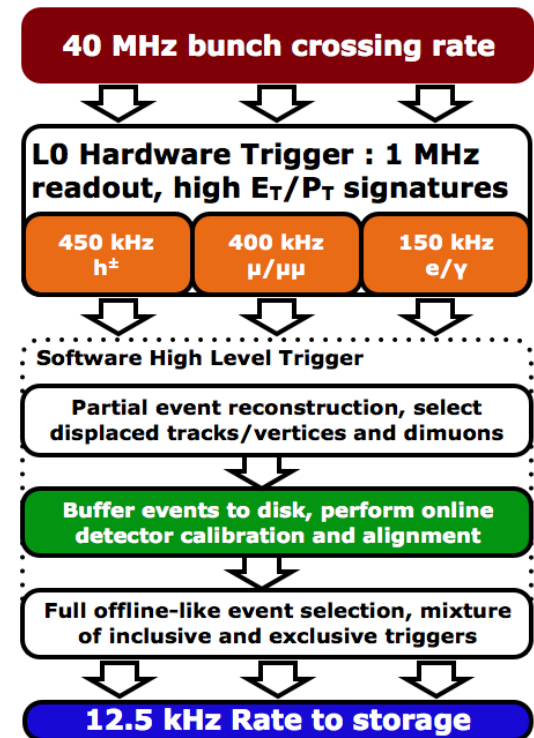 40 MHz bunch crossing rate
L0 Hardware Trigger : 1 MHz
readout, high E_T/P_T signatures
450 kHz
h±
400 kHz
μ/μμ
150 kHz
e/γ
Software High Level Trigger
Partial event reconstruction, select
displaced tracks/vertices and dimuons
Buffer events to disk, perform online
detector calibration and alignment
Full offline-like event selection, mixture
of inclusive and exclusive triggers
12.5 kHz Rate to storage